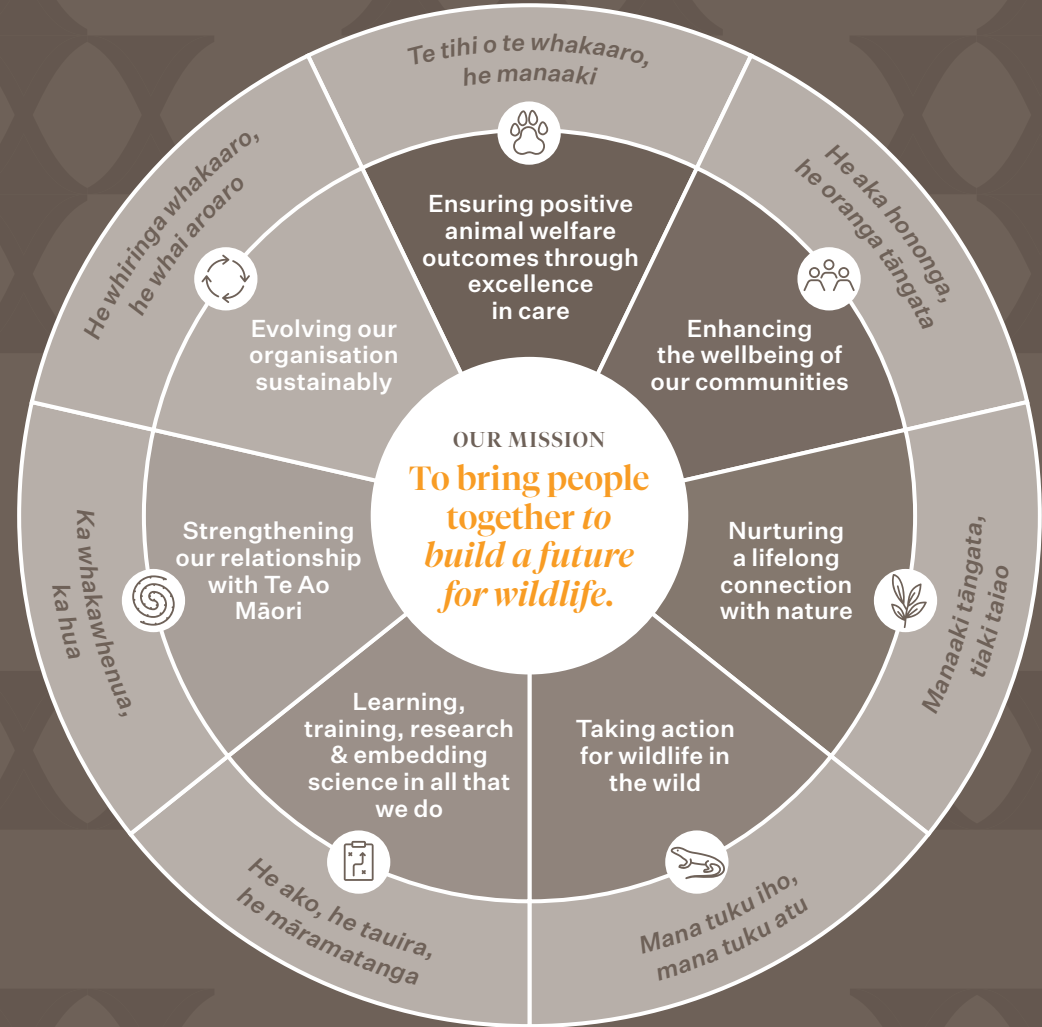 Te tihi o te whakaaro,
he manaaki
Ensuring positive
animal welfare
outcomes through
excellence
in care
He aka hononga,
he oranga tāngata
Enhancing
the wellbeing of
our communities
Manaaki tāngata,
tiaki taiao
Nurturing
a lifelong
connection
with nature
Mana tuku iho,
mana tuku atu
Taking action
for wildlife in
the wild
He ako, he tauira,
he māramatanga
Learning,
training, research
& embedding
science in all that
we do
Ka whakawhenua,
ka hua
Strengthening
our relationship
with Te Ao
Māori
He whiringa whakaaro,
he whai aroaro
Evolving our
organisation
sustainably
OUR MISSION
To bring people
together to
build a future
for wildlife.